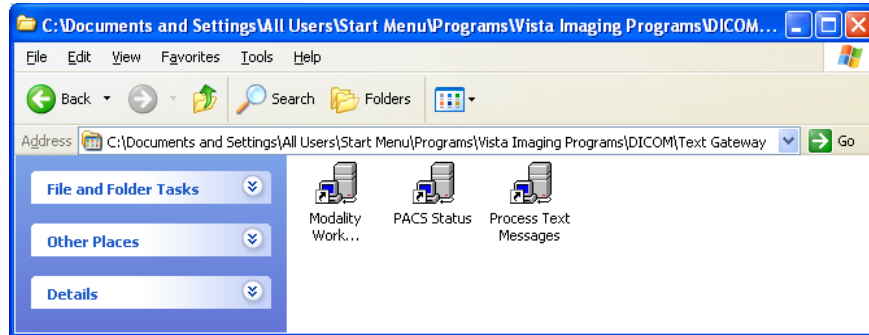 C:\Documents and Settings\All Users\Start Menu\Programs\Vista Imaging Programs\DICOM...
File Edit View Favorites Tools Help
Back Search Folders
Address C:\Documents and Settings\All Users\Start Menu\Programs\Vista Imaging Programs\DICOM\Text Gateway Go
File and Folder Tasks
Other Places
Details
Modality
Work...
PACS Status
Process Text
Messages